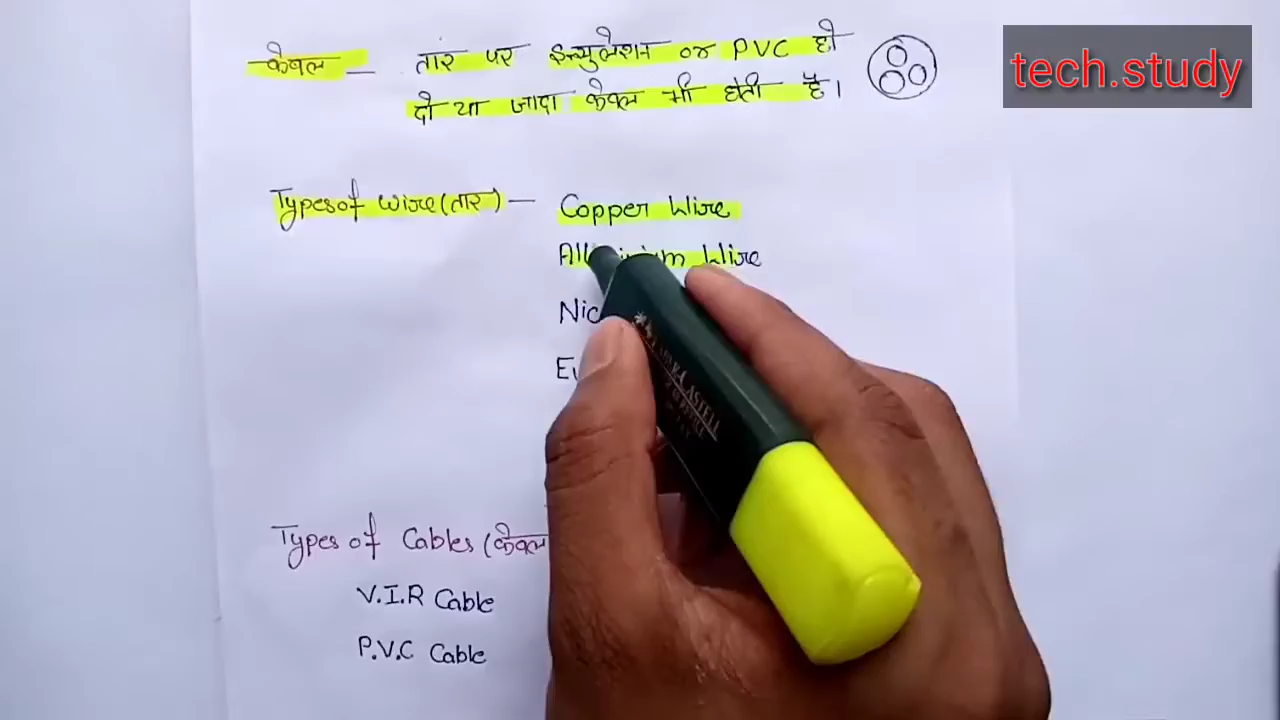 केबल — तार पर इन्सुलेशन or PVC हो
दो या जादा केबल भी होती है।
tech.study
Types of Wire (तार) — Copper Wire
Wire
Types of Cables (केबल
V.I.R Cable
P.V.C Cable